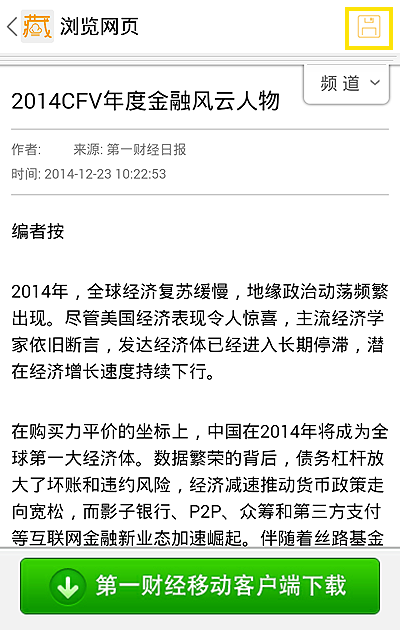 藏 浏览网页
频 道
2014CFV年度金融风云人物
作者: 来源: 第一财经日报
时间: 2014-12-23 10:22:53
编者按
2014年，全球经济复苏缓慢，地缘政治动荡频繁
出现。尽管美国经济表现令人惊喜，主流经济学
家依旧断言，发达经济体已经进入长期停滞，潜
在经济增长速度持续下行。
在购买力平价的坐标上，中国在2014年将成为全
球第一大经济体。数据繁荣的背后，债务杠杆放
大了坏账和违约风险，经济减速推动货币政策走
向宽松，而影子银行、P2P、众筹和第三方支付
等互联网金融新业态加速崛起。伴随着丝路基金
第一财经移动客户端下载